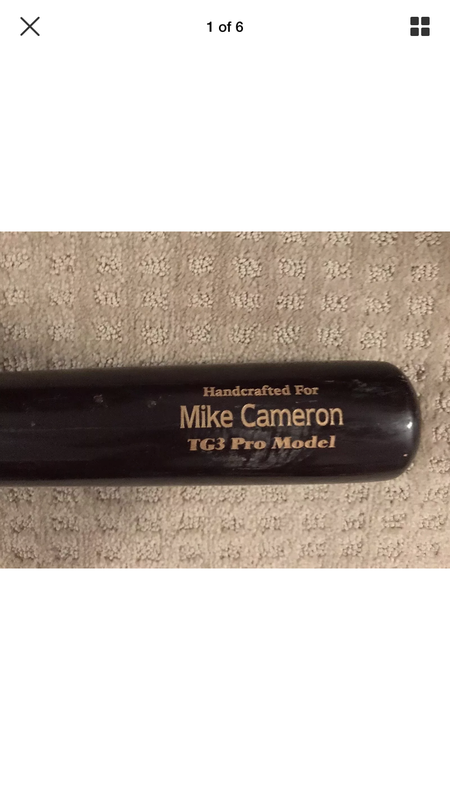 1 of 6
Handcrafted For
Mike Cameron
TG3 Pro Model